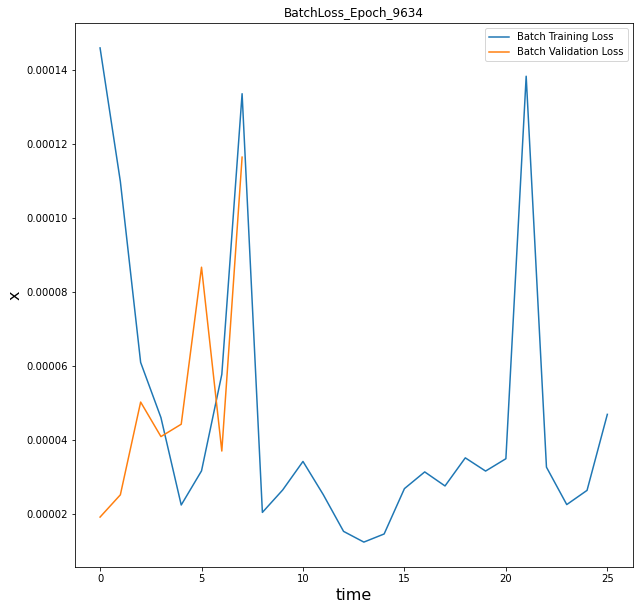 BatchLoss_Epoch_9634
Batch Training Loss
Batch Validation Loss
0.00014
0.00012
0.00010
0.00008
0.00006
0.00004
0.00002
x
0 5 10 15 20 25
time